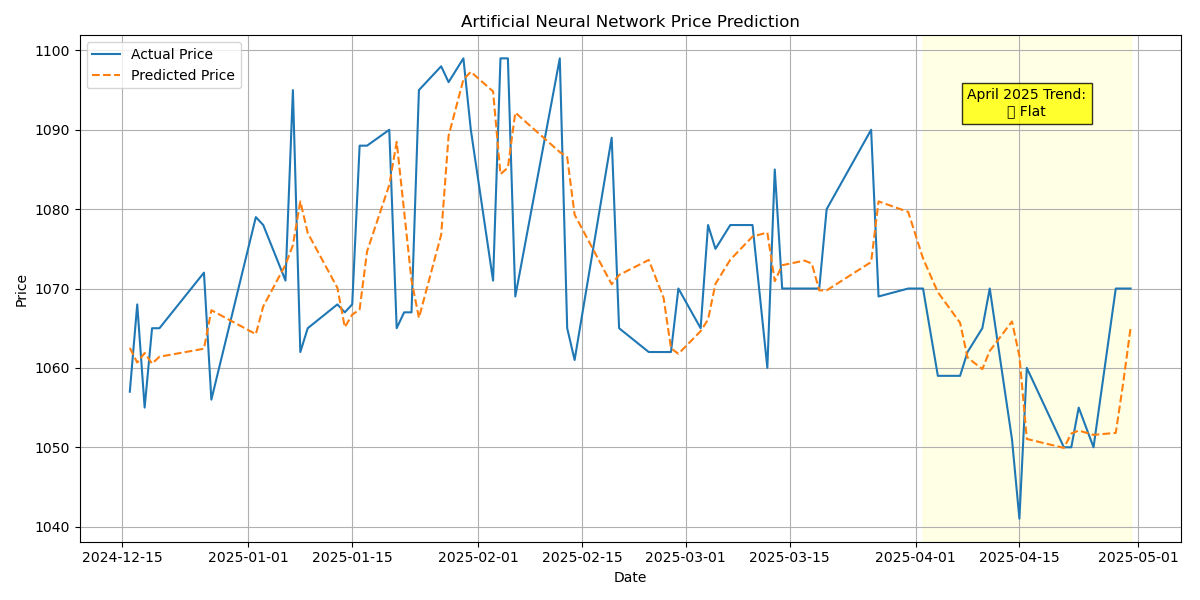 Artificial Neural Network Price Prediction
Actual Price
Predicted Price
April 2025 Trend:
▯ Flat
Price
1100
1090
1080
1070
1060
1050
1040
2024-12-15 2025-01-01 2025-01-15 2025-02-01 2025-02-15 2025-03-01 2025-03-15 2025-04-01 2025-04-15 2025-05-01
Date